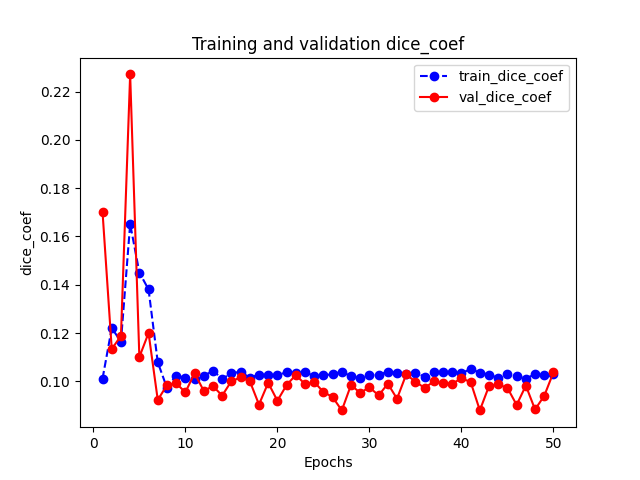 Training and validation dice_coef
train_dice_coef
val_dice_coef
0.22
0.20
0.18
0.16
0.14
0.12
0.10
dice_coef
0
10
20
30
40
50
Epochs